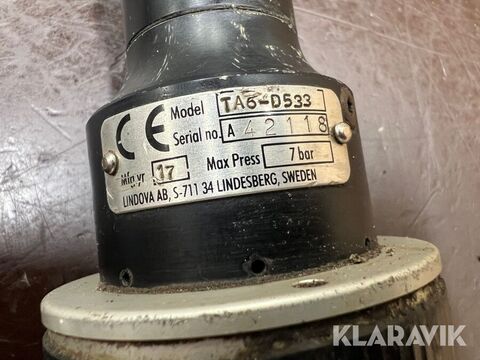 CE Model TA6-D533
Serial no. A 42118
Mfg yr 17 Max Press 7 bar
LINDOVA AB, S-711 34 LINDESBERG, SWEDEN
KLARAVIK